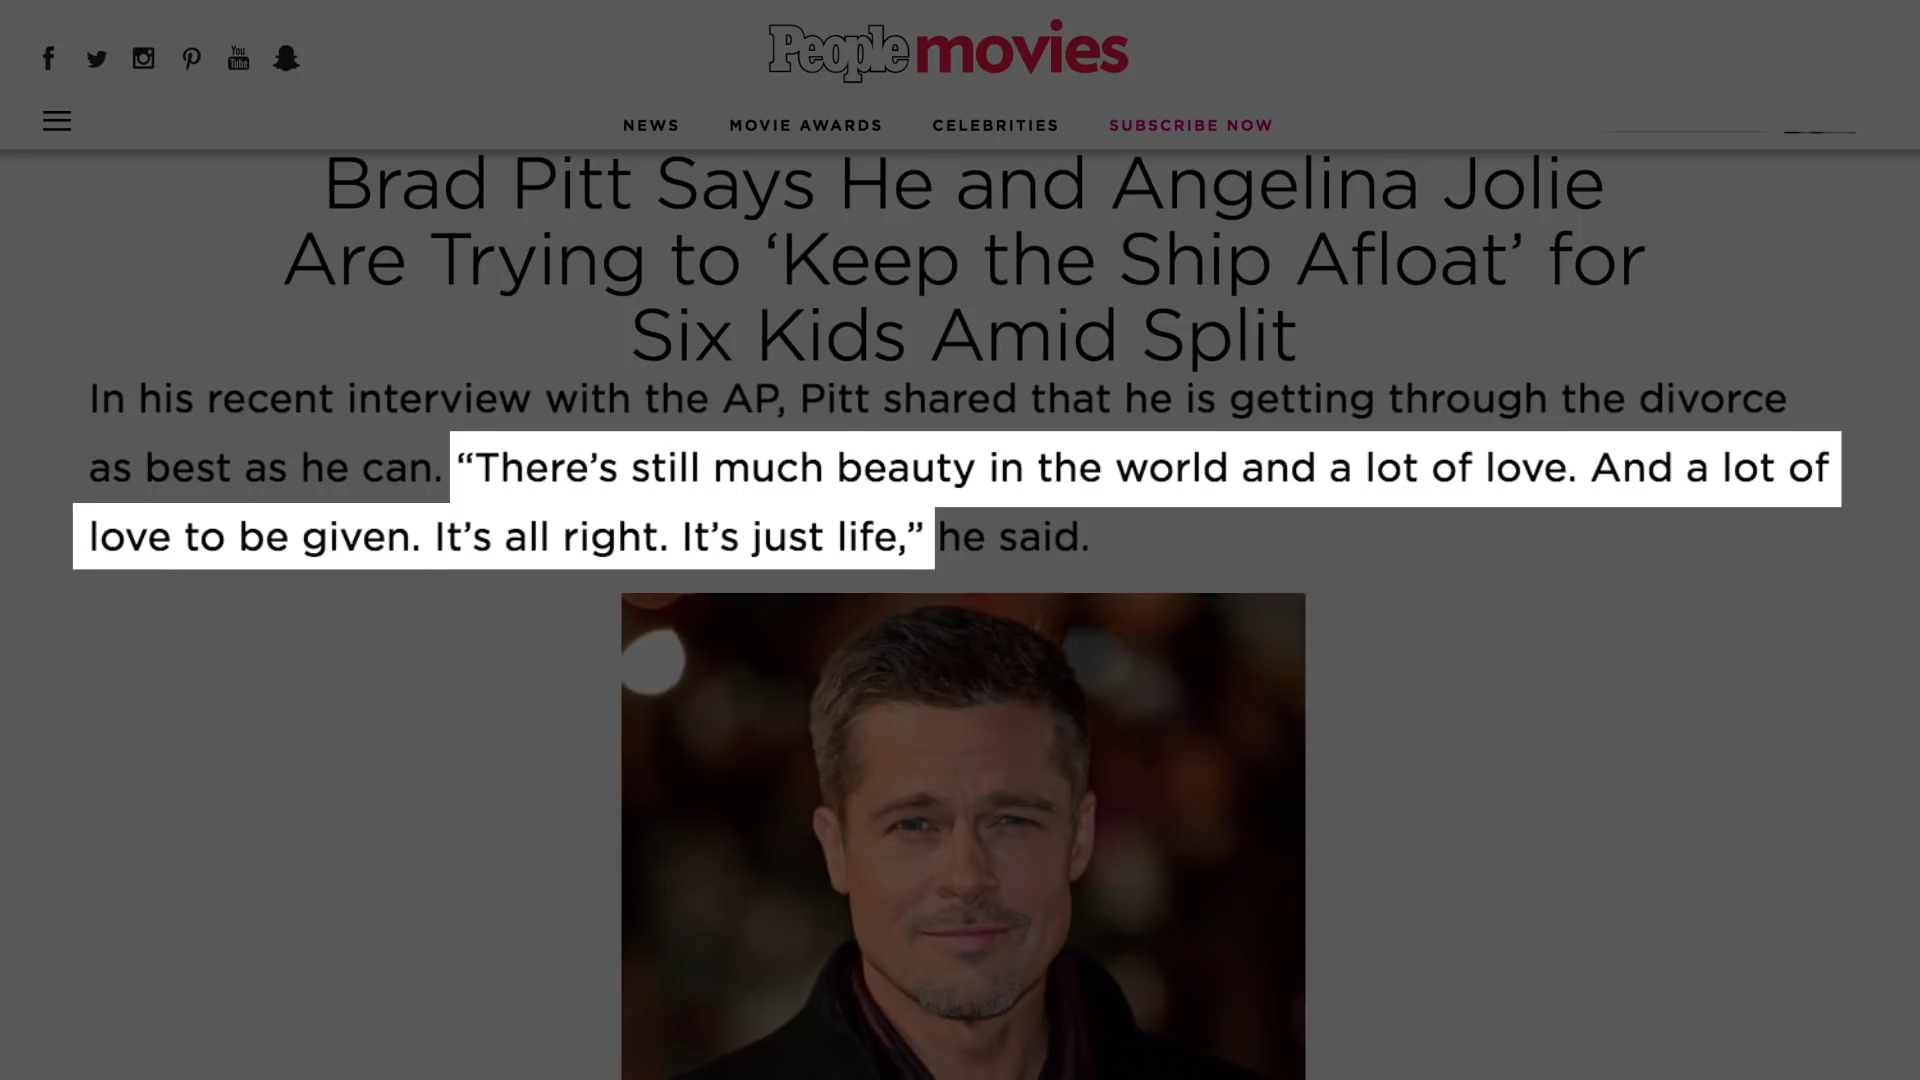 People movies
You
Tube
NEWS MOVIE AWARDS CELEBRITIES SUBSCRIBE NOW
Brad Pitt Says He and Angelina Jolie
Are Trying to ‘Keep the Ship Afloat’ for
Six Kids Amid Split
In his recent interview with the AP, Pitt shared that he is getting through the divorce
as best as he can. “There’s still much beauty in the world and a lot of love. And a lot of
love to be given. It’s all right. It’s just life,” he said.